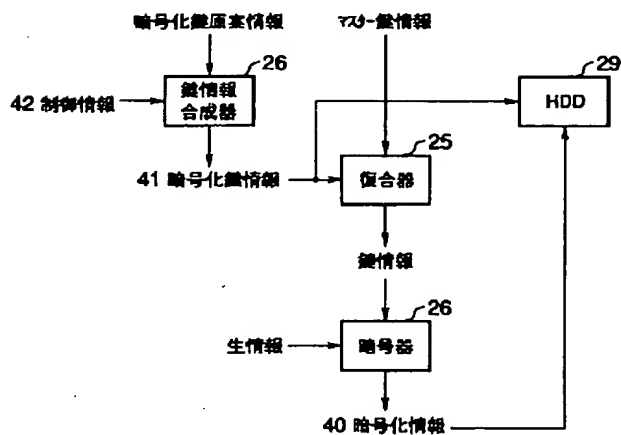 暗号化鍵原案情報
マスター鍵情報
26
29
42 制御情報
鍵情報
合成器
HDD
25
41 暗号化鍵情報
復合器
鍵情報
26
生情報
暗号器
40 暗号化情報